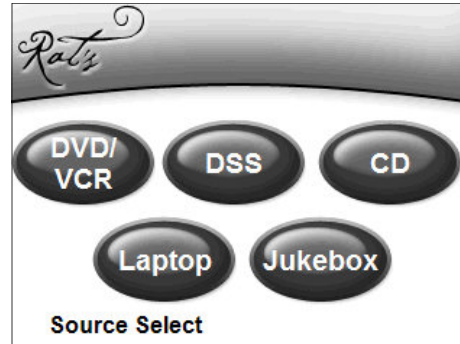 Rat's
DVD/
VCR
DSS
CD
Laptop
Jukebox
Source Select